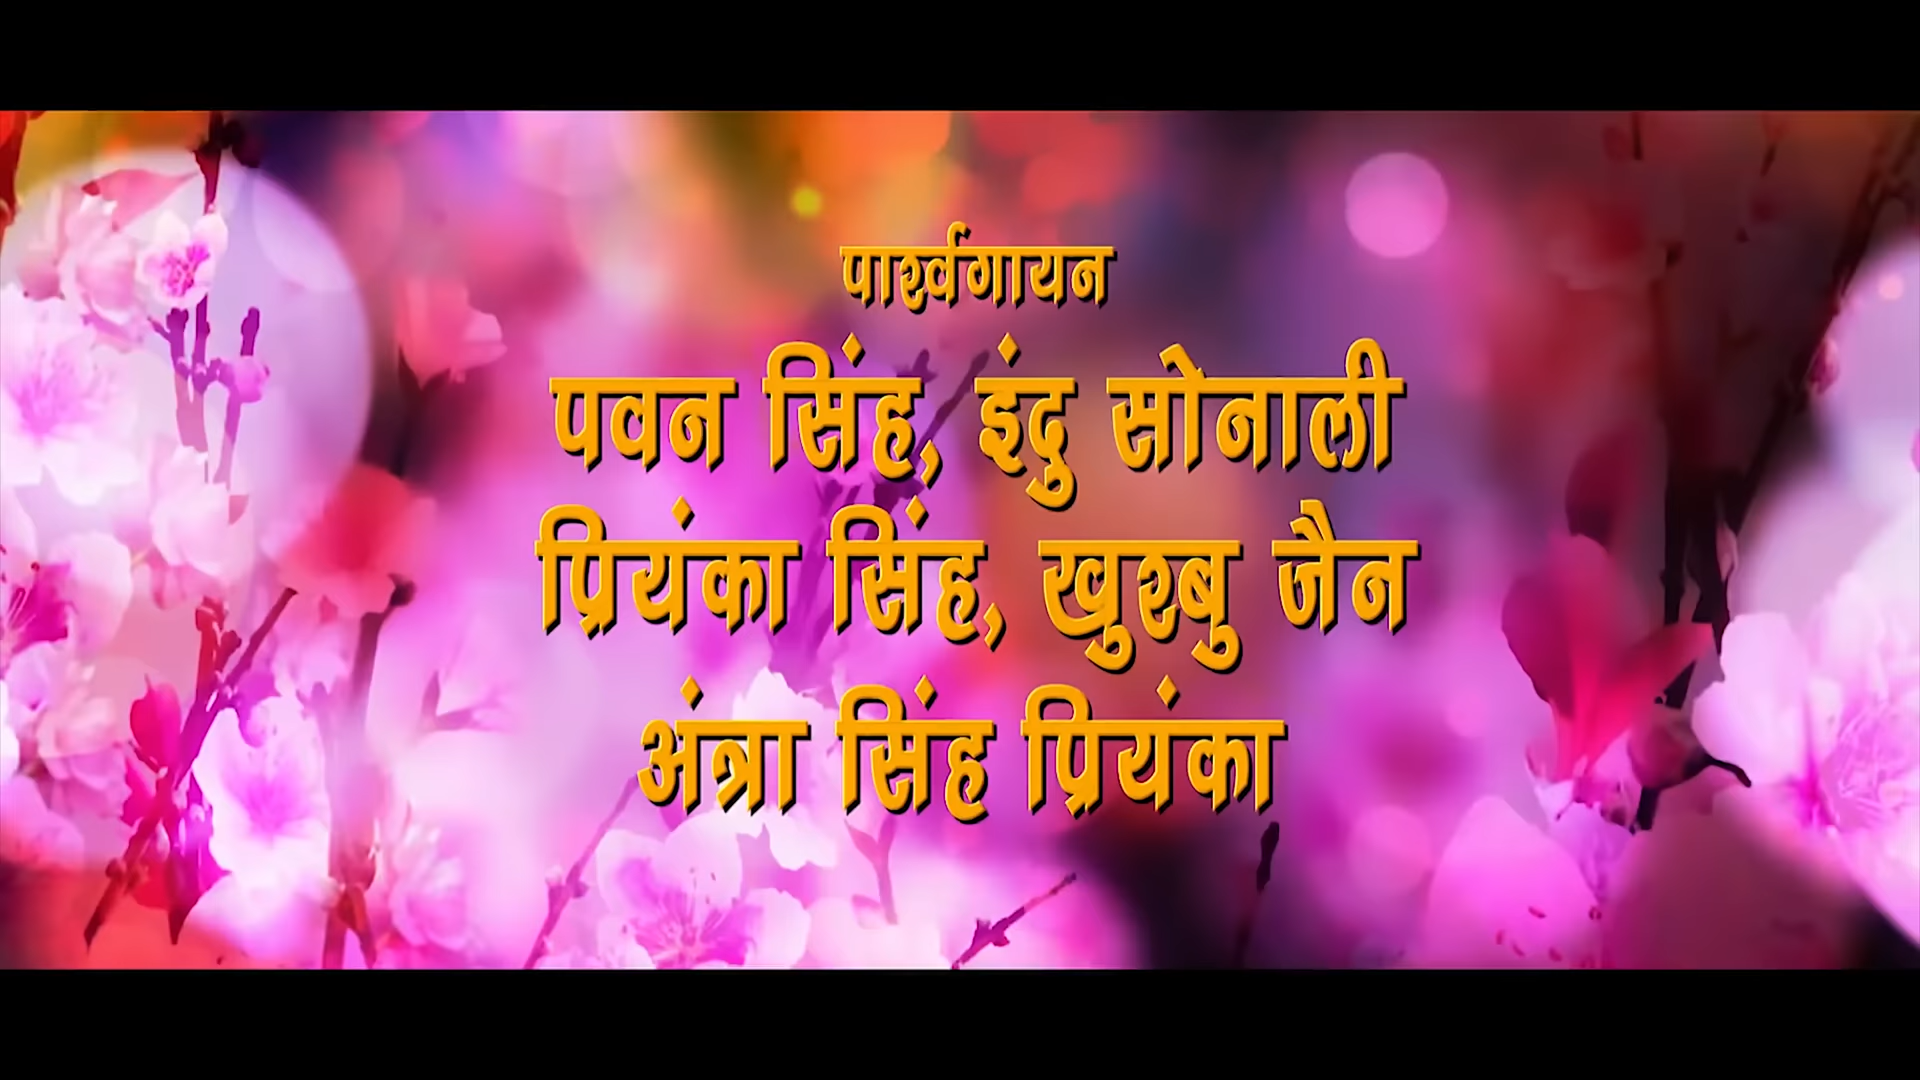 पार्श्वगायन
पवन सिंह, इंदु सोनाली
प्रियंका सिंह, खुश्बु जैन
अंत्रा सिंह प्रियंका